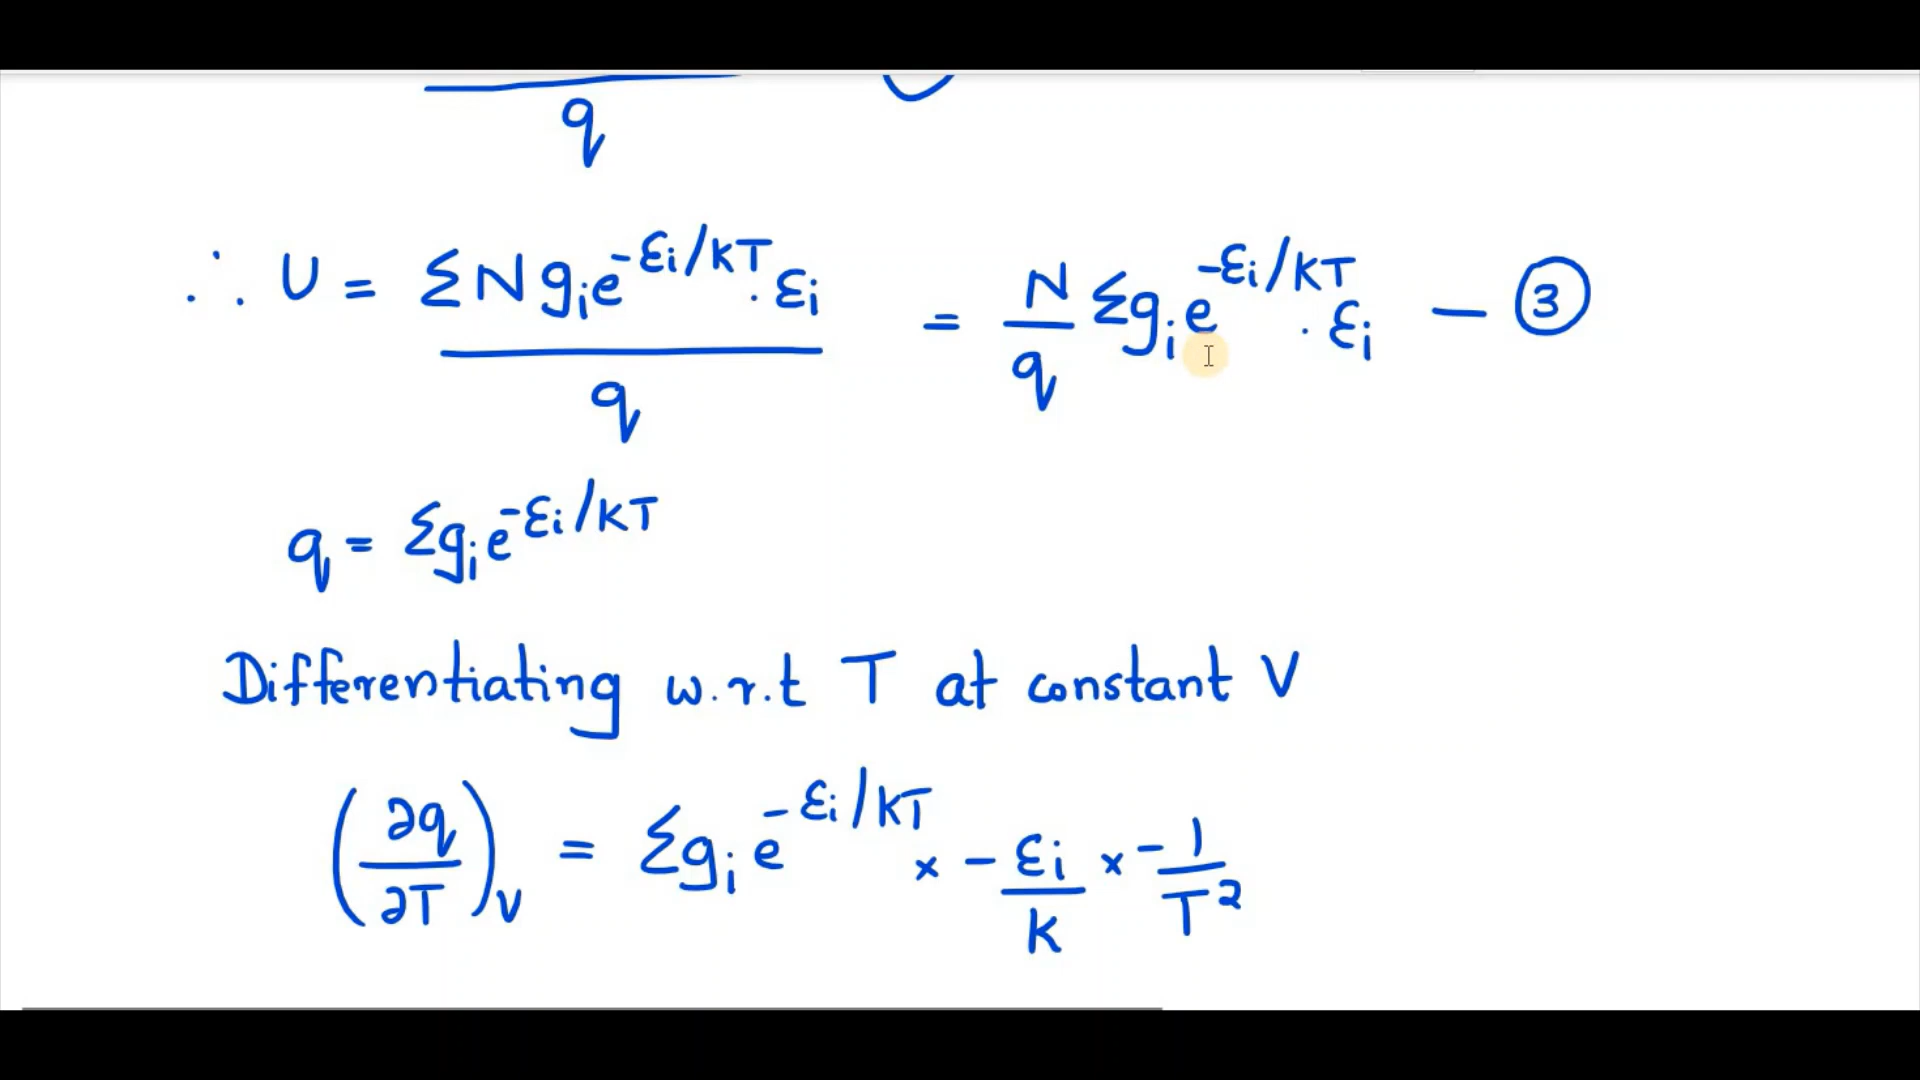 q
∴ U = ΣNgᵢe^(-εᵢ/kT).εᵢ / q = N/q Σgᵢe^(-εᵢ/kT).εᵢ — ③
q = Σgᵢe^(-εᵢ/kT)
Differentiating w.r.t T at constant V
(∂q/∂T)ᵥ = Σgᵢe^(-εᵢ/kT) × -εᵢ/k × -1/T²